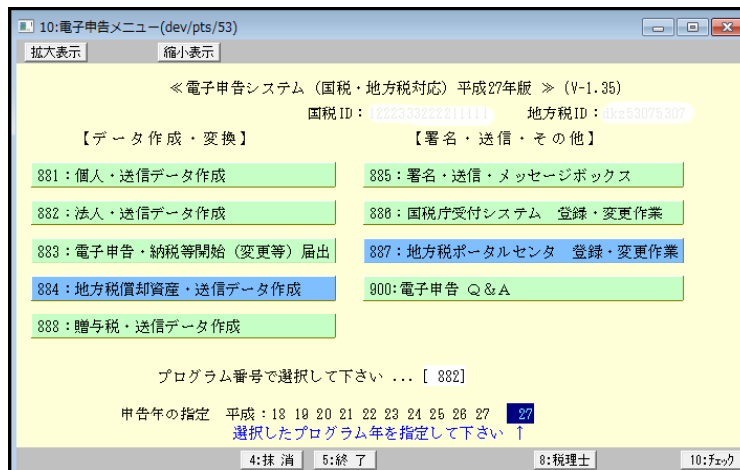 10:電子申告メニュー(dev/pts/53)
拡大表示 縮小表示
≪電子申告システム(国税・地方税対応) 平成27年版 ≫ (V-1.35)
国税ID: 1222333222211111 地方税ID: dkz53075307
【データ作成・変換】 【署名・送信・その他】
881:個人・送信データ作成 885:署名・送信・メッセージボックス
882:法人・送信データ作成 886:国税庁受付システム 登録・変更作業
883:電子申告・納税等開始(変更等)届出 887:地方税ポータルセンタ 登録・変更作業
884:地方税償却資産・送信データ作成 900:電子申告 Q&A
888:贈与税・送信データ作成
プログラム番号で選択して下さい ... [ 882]
申告年の指定 平成:18 19 20 21 22 23 24 25 26 27 27
選択したプログラム年を指定して下さい ↑
4:抹 消 5:終 了 8:税理士 10:チェック